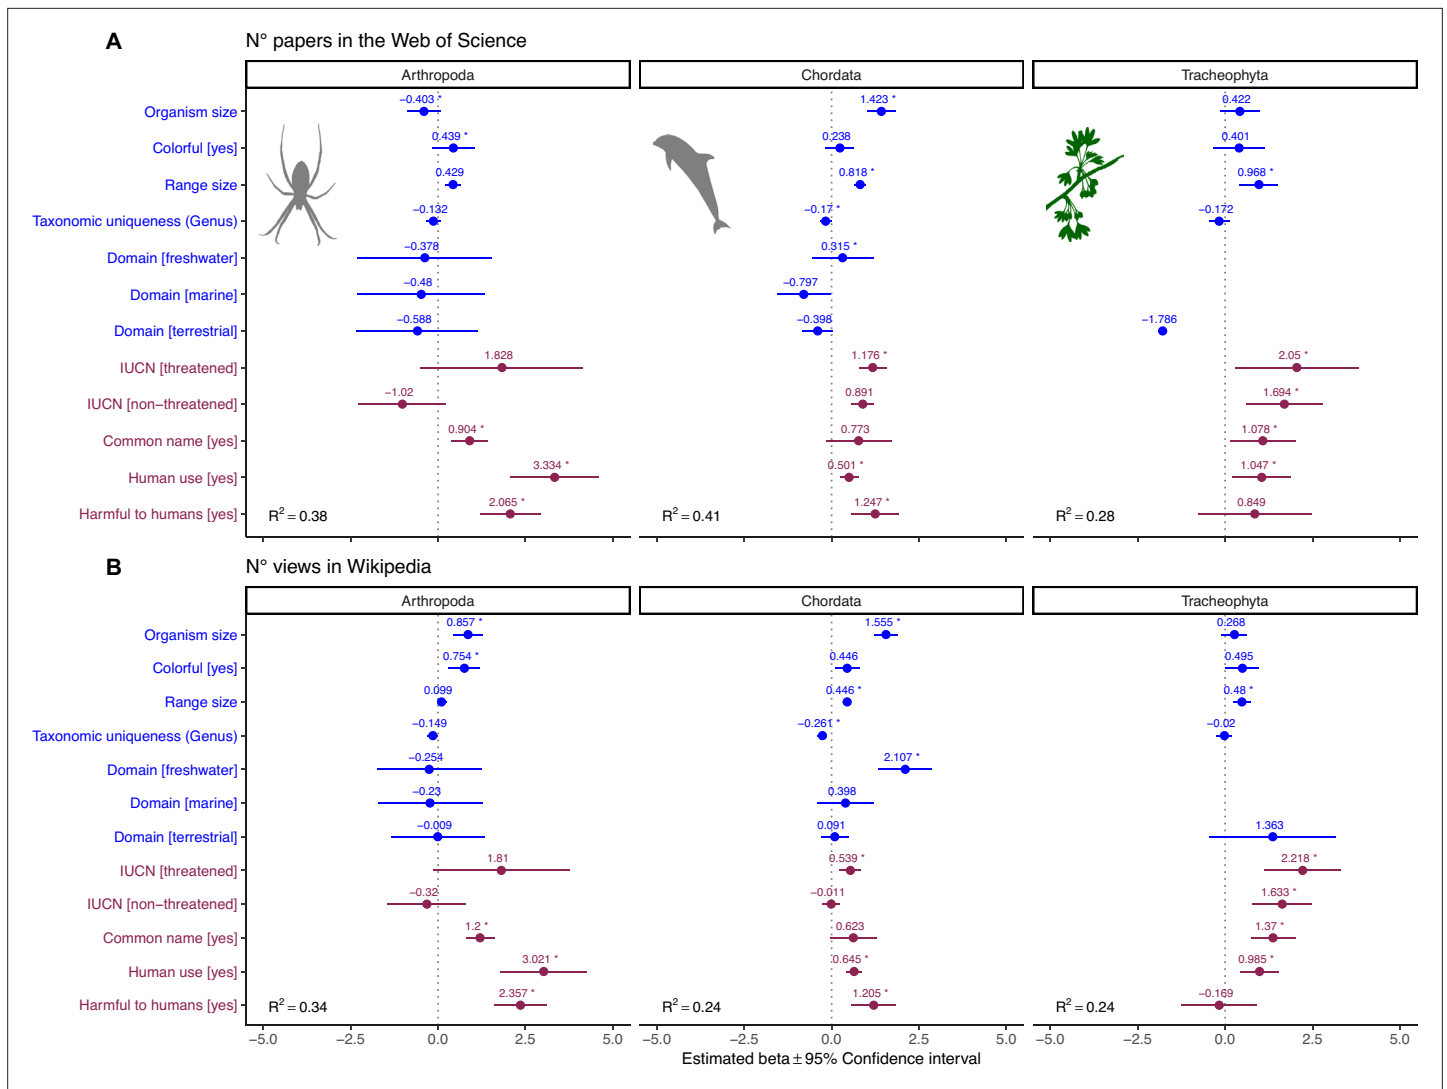 A N° papers in the Web of Science
Arthropoda Chordata Tracheophyta
Organism size −0.403 * 1.423 * 0.422
Colorful [yes] 0.439 * 0.238 0.401
Range size 0.429 0.818 * 0.968 *
Taxonomic uniqueness (Genus) −0.132 −0.17 * −0.172
Domain [freshwater] −0.378 0.315 *
Domain [marine] −0.48 −0.797
Domain [terrestrial] −0.588 −0.398 −1.786
IUCN [threatened] 1.828 1.176 * 2.05 *
IUCN [non−threatened] −1.02 0.891 1.694 *
Common name [yes] 0.904 * 0.773 1.078 *
Human use [yes] 3.334 * 0.501 * 1.047 *
Harmful to humans [yes] 2.065 * 1.247 * 0.849
R² = 0.38 R² = 0.41 R² = 0.28
B N° views in Wikipedia
Arthropoda Chordata Tracheophyta
Organism size 0.857 * 1.555 * 0.268
Colorful [yes] 0.754 * 0.446 0.495
Range size 0.099 0.446 * 0.48 *
Taxonomic uniqueness (Genus) −0.149 −0.261 * −0.02
Domain [freshwater] −0.254 2.107 *
Domain [marine] −0.23 0.398
Domain [terrestrial] −0.009 0.091 1.363
IUCN [threatened] 1.81 0.539 * 2.218 *
IUCN [non−threatened] −0.32 −0.011 1.633 *
Common name [yes] 1.2 * 0.623 1.37 *
Human use [yes] 3.021 * 0.645 * 0.985 *
Harmful to humans [yes] 2.357 * 1.205 * −0.169
R² = 0.34 R² = 0.24 R² = 0.24
−5.0 −2.5 0.0 2.5 5.0 −5.0 −2.5 0.0 2.5 5.0 −5.0 −2.5 0.0 2.5 5.0
Estimated beta ± 95% Confidence interval